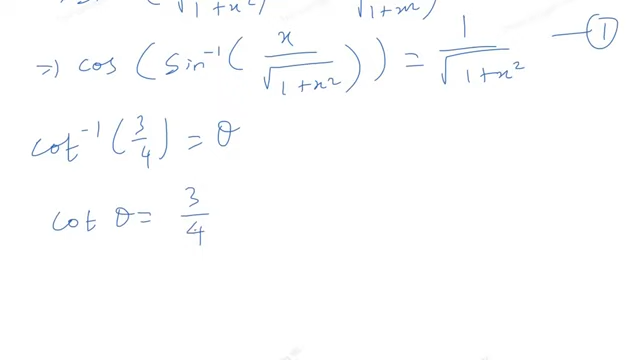 ⇒ cos ( sin⁻¹ ( x/√(1+x²) ) ) = 1/√(1+x²) — ①
cot⁻¹ ( 3/4 ) = θ
cot θ = 3/4